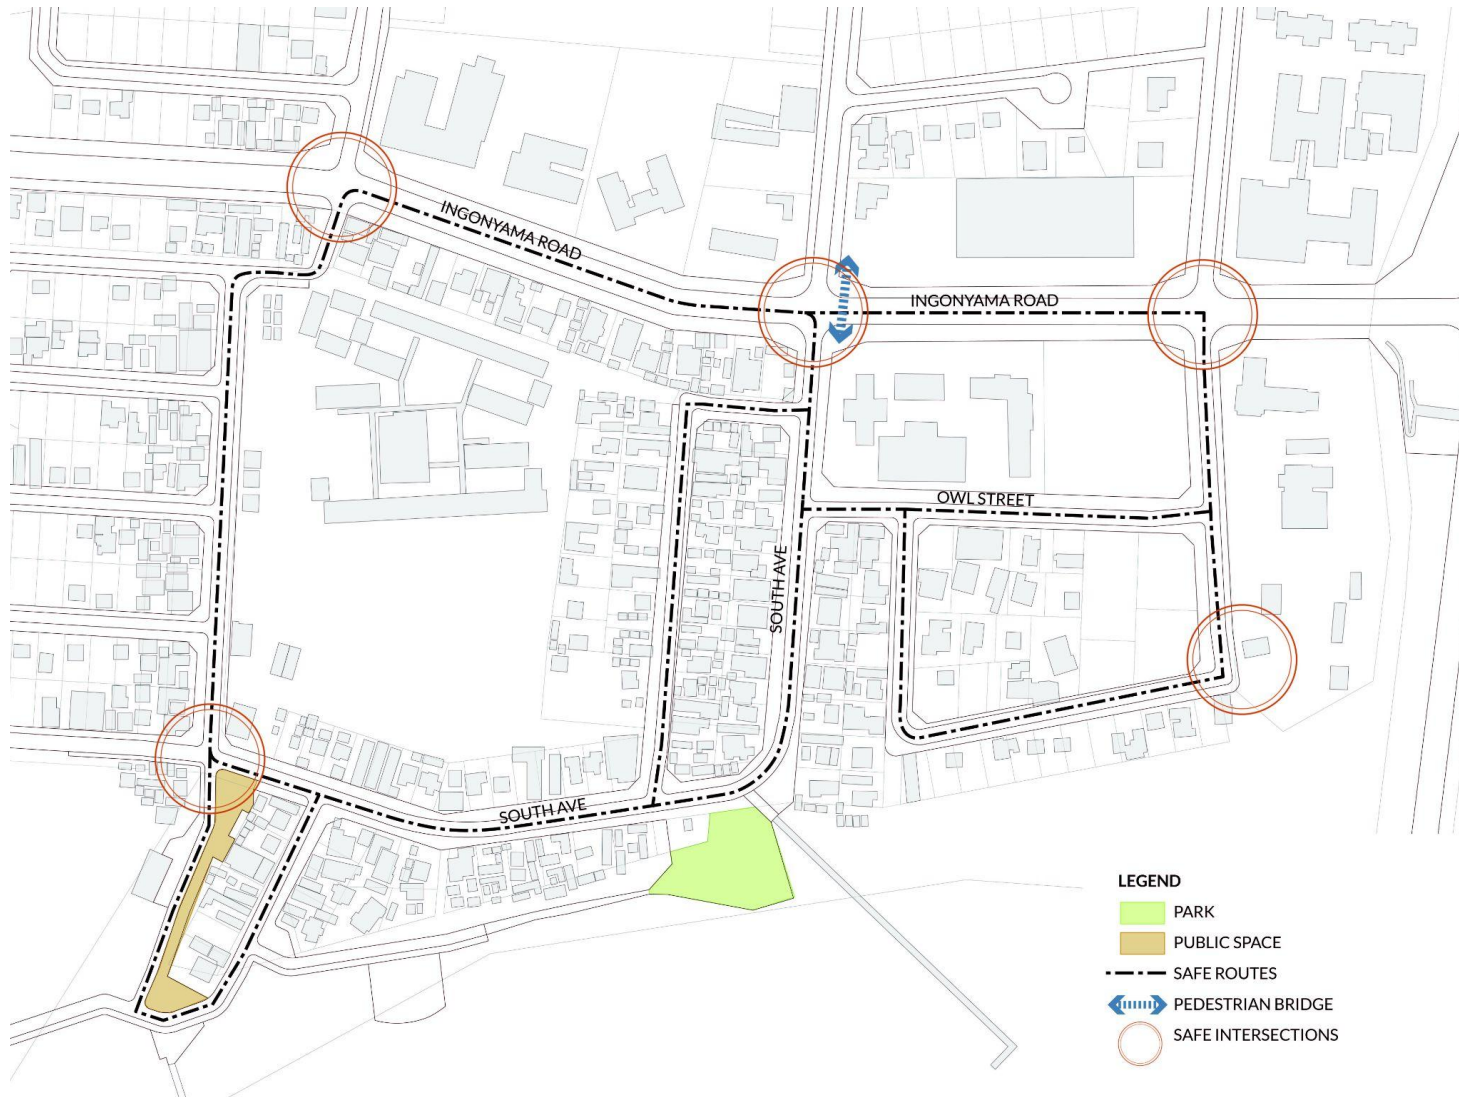 INGONYAMA ROAD
INGONYAMA ROAD
OWL STREET
SOUTH AVE
SOUTH AVE
LEGEND
PARK
PUBLIC SPACE
SAFE ROUTES
PEDESTRIAN BRIDGE
SAFE INTERSECTIONS